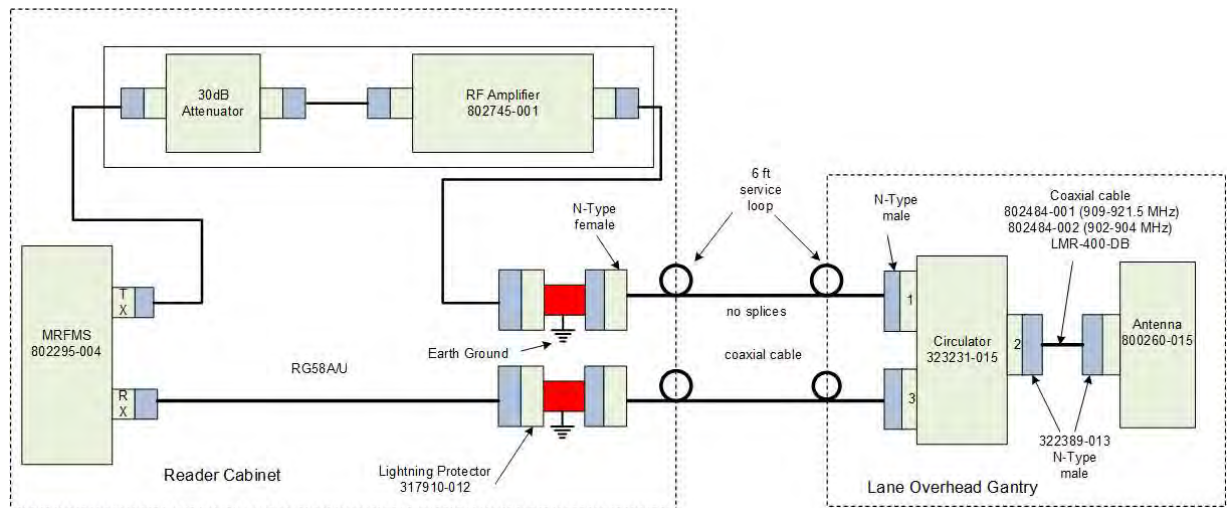 30dB
Attenuator
RF Amplifier
802745-001
N-Type
female
6 ft
service
loop
N-Type
male
Coaxial cable
802484-001 (909-921.5 MHz)
802484-002 (902-904 MHz)
LMR-400-DB
MRFMS
802295-004
T
X
R
X
RG58A/U
Earth Ground
no splices
coaxial cable
1
2
3
Circulator
323231-015
Antenna
800260-015
Lightning Protector
317910-012
322389-013
N-Type
male
Reader Cabinet
Lane Overhead Gantry